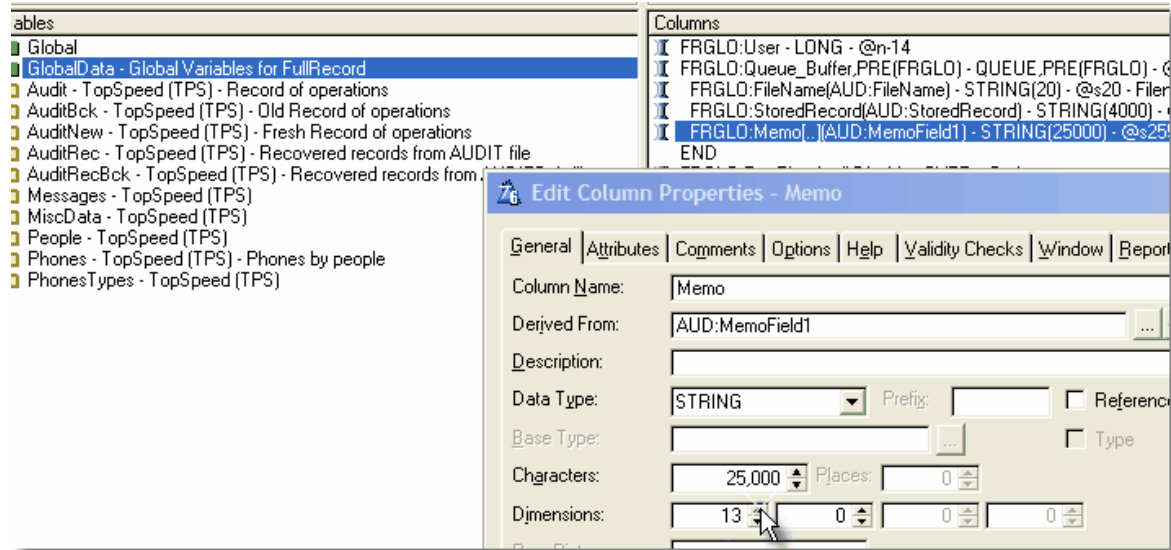 ables
Global
GlobalData - Global Variables for FullRecord
Audit - TopSpeed (TPS) - Record of operations
AuditBck - TopSpeed (TPS) - Old Record of operations
AuditNew - TopSpeed (TPS) - Fresh Record of operations
AuditRec - TopSpeed (TPS) - Recovered records from AUDIT file
AuditRecBck - TopSpeed (TPS) - Recovered records from
Messages - TopSpeed (TPS)
MiscData - TopSpeed (TPS)
People - TopSpeed (TPS)
Phones - TopSpeed (TPS) - Phones by people
PhonesTypes - TopSpeed (TPS)
Columns
FRGLO:User - LONG - @n-14
FRGLO:Queue_Buffer,PRE(FRGLO) - QUEUE,PRE(FRGLO) -
FRGLO:FileName(AUD:FileName) - STRING(20) - @s20 - Filen
FRGLO:StoredRecord(AUD:StoredRecord) - STRING(4000) -
FRGLO:Memo[..](AUD:MemoField1) - STRING(25000) - @s255
END
Edit Column Properties - Memo
General Attributes Comments Options Help Validity Checks Window Report
Column Name: Memo
Derived From: AUD:MemoField1 ...
Description:
Data Type: STRING Prefix: Reference
Base Type: ... Type
Characters: 25,000 Places: 0
Dimensions: 13 0 0 0